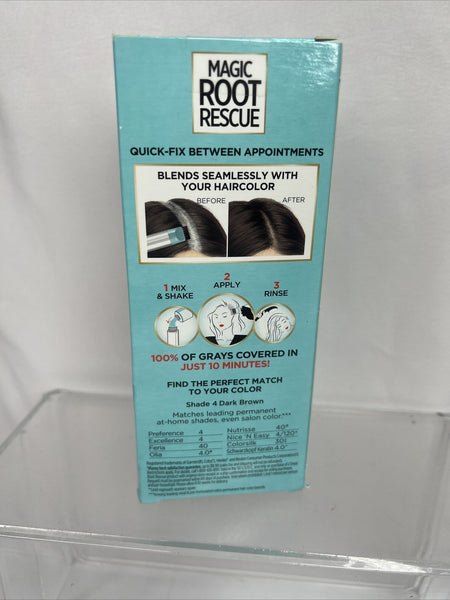 MAGIC
ROOT
RESCUE
QUICK-FIX BETWEEN APPOINTMENTS
BLENDS SEAMLESSLY WITH
YOUR HAIRCOLOR
BEFORE
AFTER
1 MIX
& SHAKE
2
APPLY
3
RINSE
100% OF GRAYS COVERED IN
JUST 10 MINUTES!
FIND THE PERFECT MATCH
TO YOUR COLOR
Shade 4 Dark Brown
Matches leading permanent
at-home shades, even salon color.***
Preference 4
Excellence 4
Feria 40
Olia 4.0*
Nutrisse 40*
Nice 'N Easy 4/120*
Colorsilk 30‡
Schwarzkopf Keratin 4.0